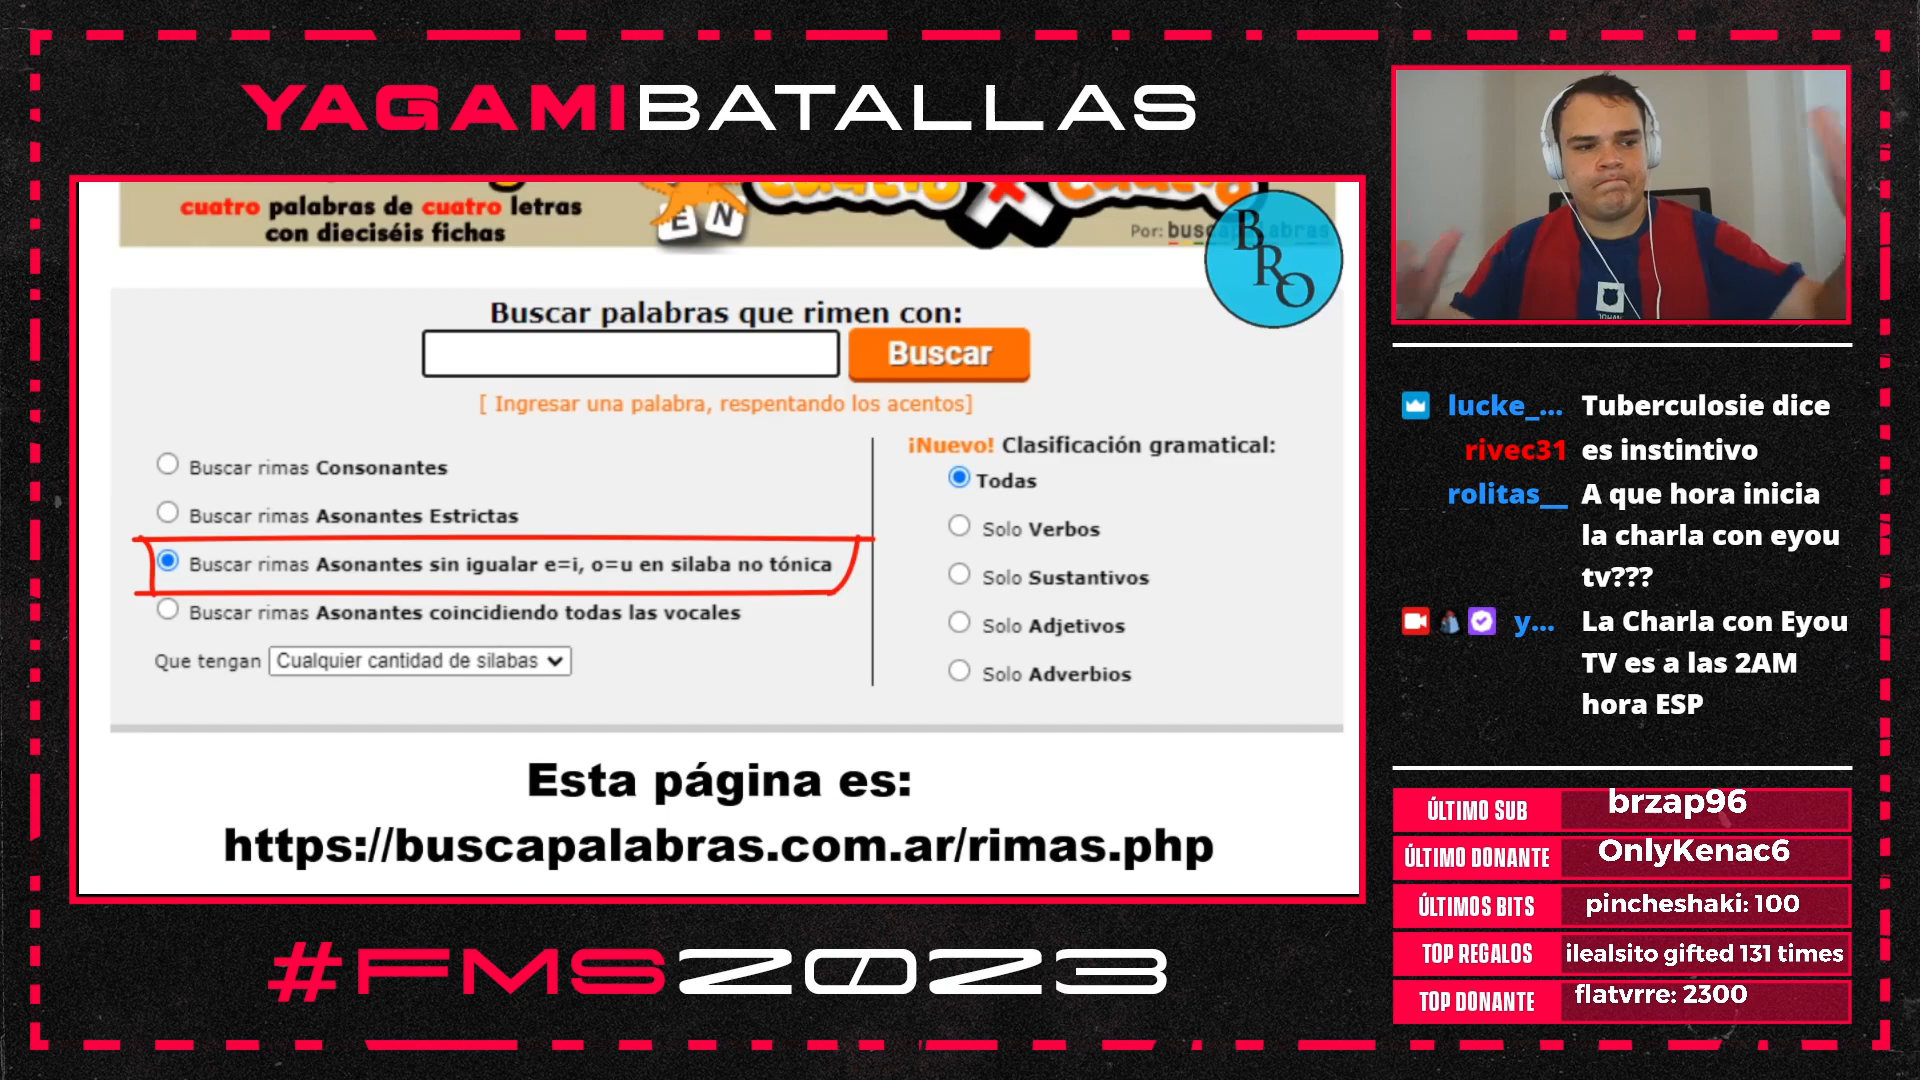 YAGAMIBATALLAS
cuatro palabras de cuatro letras
con dieciséis fichas
E N
cuatro x cuatro
Por: buscapalabras
BRO
Buscar palabras que rimen con:
Buscar
[ Ingresar una palabra, respentando los acentos]
Buscar rimas Consonantes
Buscar rimas Asonantes Estrictas
Buscar rimas Asonantes sin igualar e=i, o=u en silaba no tónica
Buscar rimas Asonantes coincidiendo todas las vocales
Que tengan Cualquier cantidad de silabas
¡Nuevo! Clasificación gramatical:
Todas
Solo Verbos
Solo Sustantivos
Solo Adjetivos
Solo Adverbios
Esta página es:
https://buscapalabras.com.ar/rimas.php
#FMS2023
lucke_... Tuberculosie dice
rivec31 es instintivo
rolitas__ A que hora inicia
la charla con eyou
tv???
y... La Charla con Eyou
TV es a las 2AM
hora ESP
ÚLTIMO SUB brzap96
ÚLTIMO DONANTE OnlyKenac6
ÚLTIMOS BITS pincheshaki: 100
TOP REGALOS ilealsito gifted 131 times
TOP DONANTE flatvrre: 2300